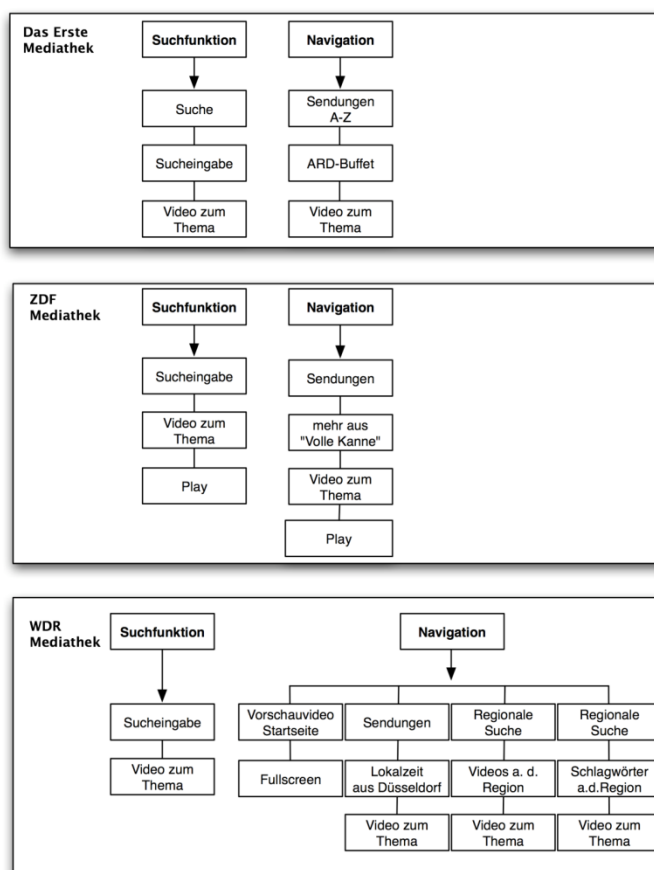 Das Erste
Mediathek
Suchfunktion
Suche
Sucheingabe
Video zum
Thema
Navigation
Sendungen
A-Z
ARD-Buffet
Video zum
Thema
ZDF
Mediathek
Suchfunktion
Sucheingabe
Video zum
Thema
Play
Navigation
Sendungen
mehr aus
"Volle Kanne"
Video zum
Thema
Play
WDR
Mediathek
Suchfunktion
Sucheingabe
Video zum
Thema
Navigation
Vorschauvideo
Startseite
Fullscreen
Sendungen
Lokalzeit
aus Düsseldorf
Video zum
Thema
Regionale
Suche
Videos a. d.
Region
Video zum
Thema
Regionale
Suche
Schlagwörter
a.d.Region
Video zum
Thema